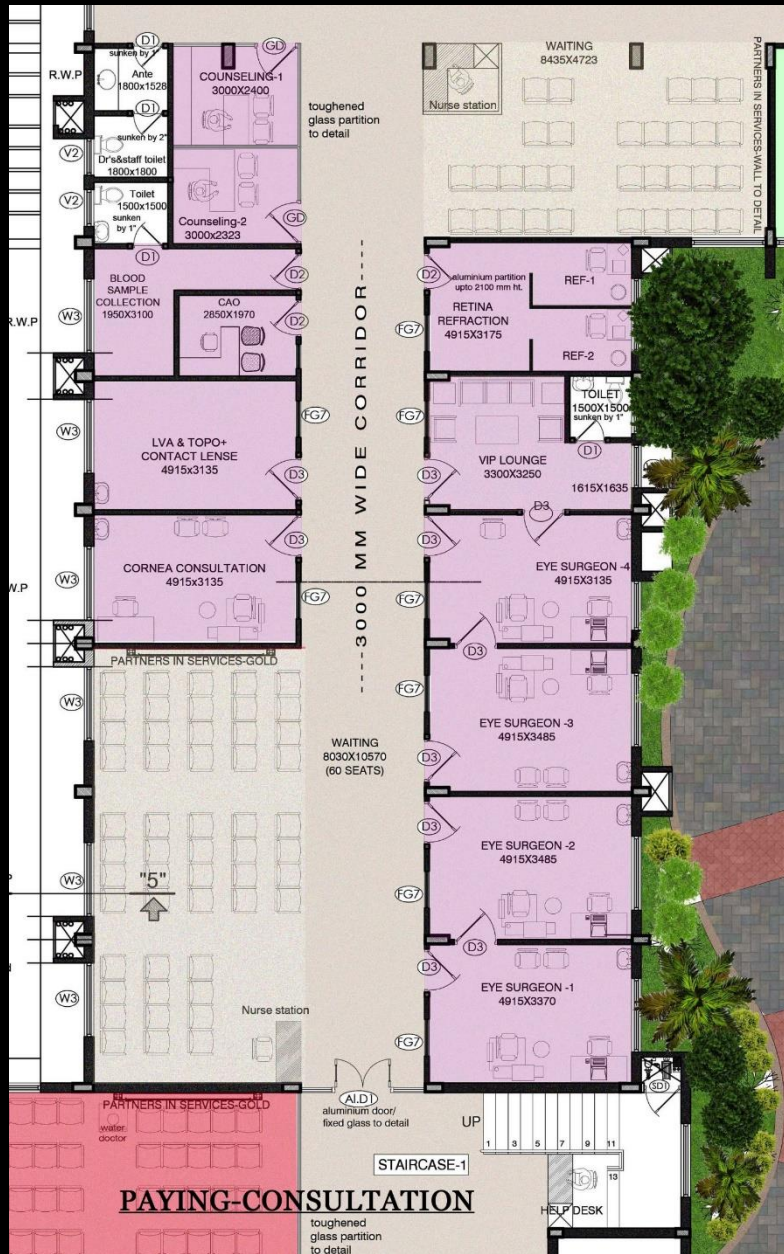 D1
sunken by 1"
Ante
1800x1528
R.W.P
D1
sunken by 2"
V2
Dr's&staff toilet
1800x1800
V2
Toilet
1500x1500
sunken
by 1"
D1
GD
COUNSELING-1
3000X2400
toughened
glass partition
to detail
Counseling-2
3000x2323
GD
WAITING
8435X4723
Nurse station
PARTNERS IN SERVICES-WALL TO DETAIL
BLOOD
SAMPLE
COLLECTION
1950X3100
D2
CAO
2850X1970
D2
W3
R.W.P
D2
aluminium partition
upto 2100 mm ht.
RETINA
REFRACTION
4915X3175
REF-1
REF-2
FG7
----3000 MM WIDE CORRIDOR----
W3
LVA & TOPO+
CONTACT LENSE
4915x3135
FG7
D3
FG7
D3
VIP LOUNGE
3300X3250
TOILET
1500X1500
sunken by 1"
D1
1615X1635
D3
W3
W.P
CORNEA CONSULTATION
4915x3135
D3
FG7
D3
FG7
EYE SURGEON -4
4915X3135
D3
PARTNERS IN SERVICES-GOLD
W3
WAITING
8030X10570
(60 SEATS)
FG7
D3
EYE SURGEON -3
4915X3485
D3
FG7
EYE SURGEON -2
4915X3485
D3
W3
"5"
W3
Nurse station
D3
FG7
EYE SURGEON -1
4915X3370
Al.D1
aluminium door/
fixed glass to detail
PARTNERS IN SERVICES-GOLD
water
doctor
SD1
UP
1 3 5 7 9 11
13
STAIRCASE-1
HELP DESK
PAYING-CONSULTATION
toughened
glass partition
to detail